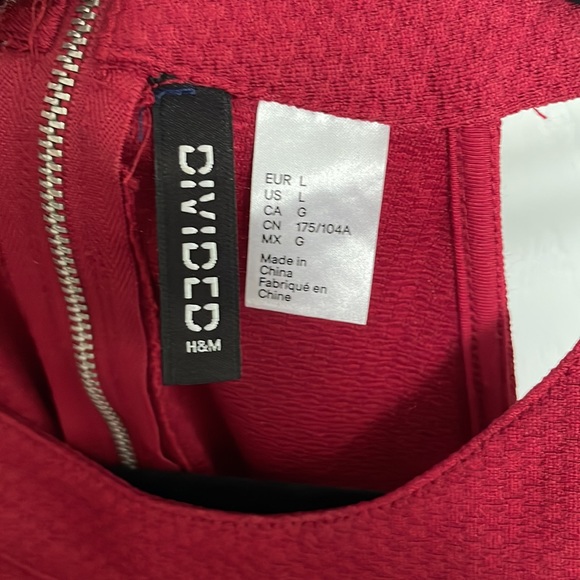 DIVIDED
H&M
EUR L
US L
CA G
CN 175/104A
MX G
Made in
China
Fabriqué en
Chine